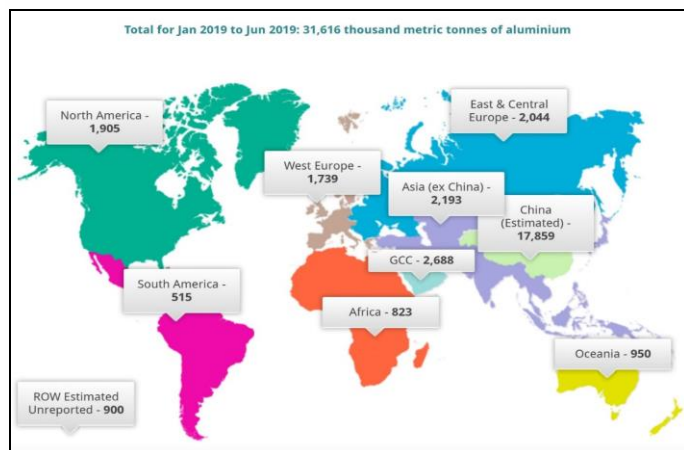 Total for Jan 2019 to Jun 2019: 31,616 thousand metric tonnes of aluminium
North America -
1,905
East & Central
Europe - 2,044
West Europe -
1,739
Asia (ex China) -
2,193
China
(Estimated) -
17,859
GCC - 2,688
South America -
515
Africa - 823
Oceania - 950
ROW Estimated
Unreported - 900